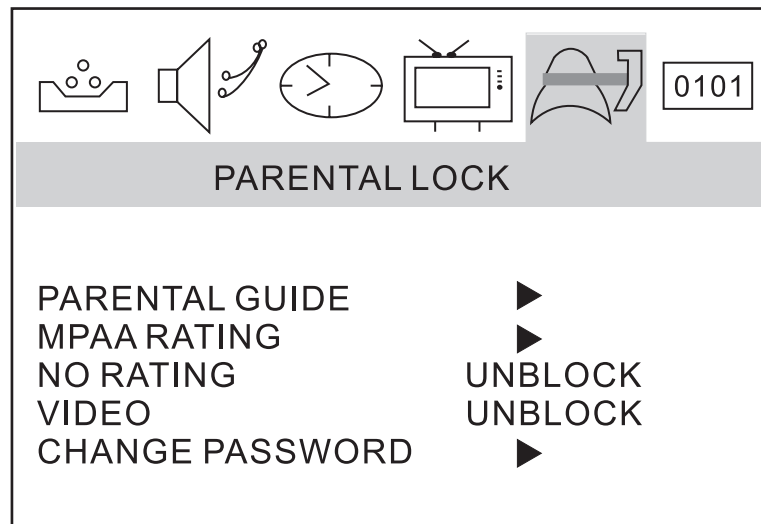 0101
PARENTAL LOCK
PARENTAL GUIDE ▶
MPAA RATING ▶
NO RATING UNBLOCK
VIDEO UNBLOCK
CHANGE PASSWORD ▶